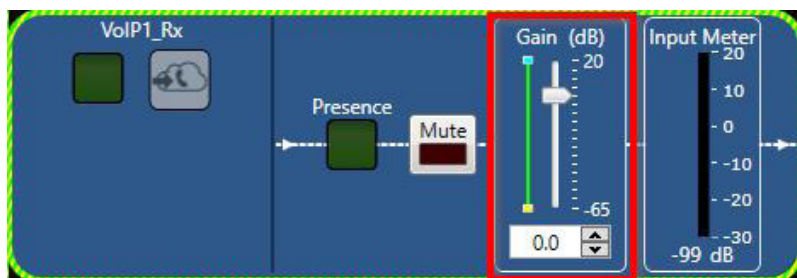 VoIP1_Rx
Presence
Mute
Gain (dB)
20
-65
0.0
Input Meter
20
10
0
-10
-20
-30
-99 dB